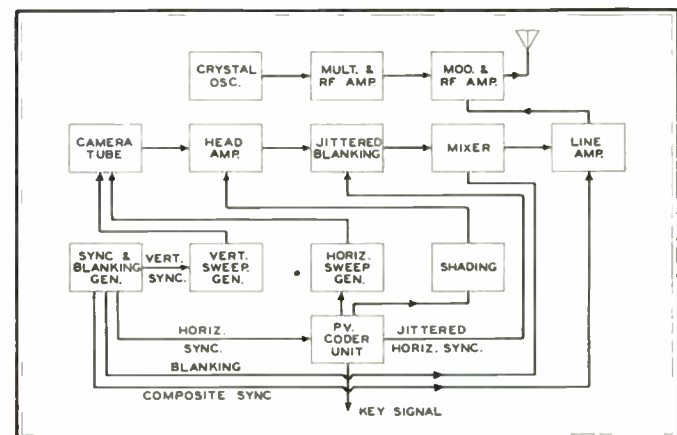 CRYSTAL
OSC.
MULT. &
RF AMP.
MOD. &
RF AMP.
CAMERA
TUBE
HEAD
AMP.
JITTERED
BLANKING
MIXER
LINE
AMP.
SYNC &
BLANKING
GEN.
VERT.
SYNC.
VERT.
SWEEP
GEN.
HORIZ.
SWEEP
GEN.
SHADING
HORIZ.
SYNC.
PV.
CODER
UNIT
JITTERED
HORIZ. SYNC.
BLANKING
COMPOSITE SYNC
KEY SIGNAL